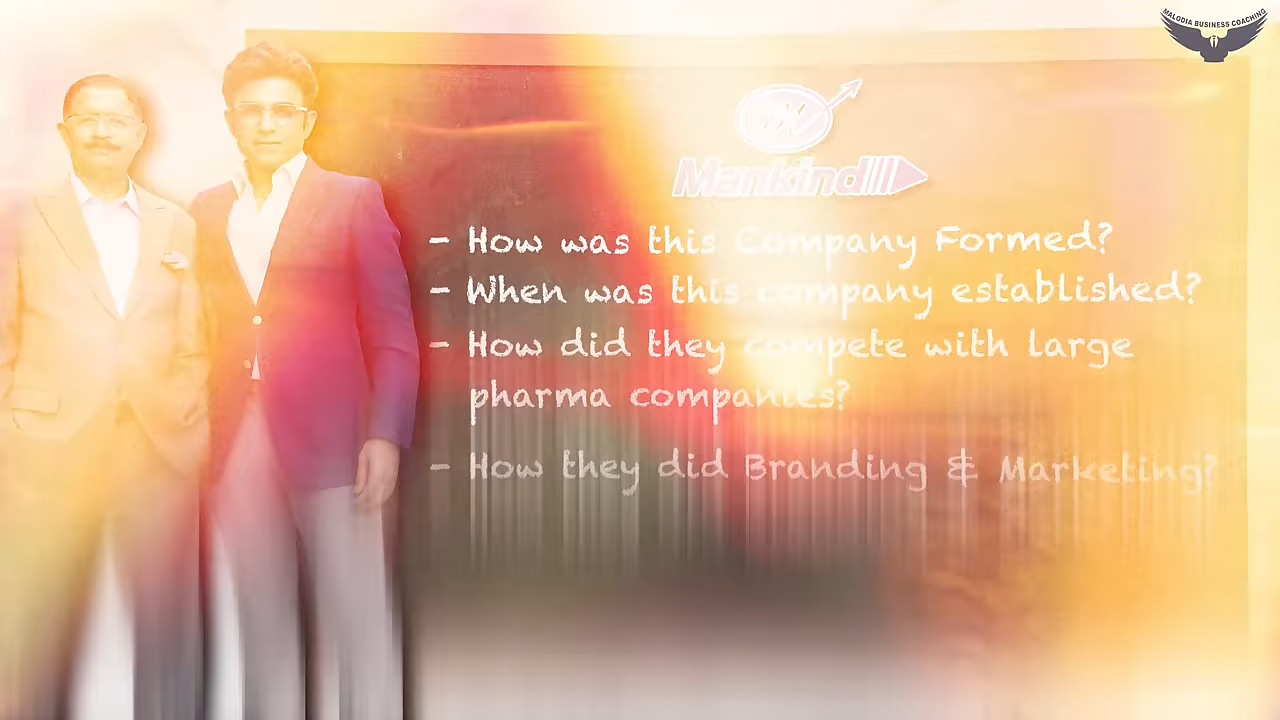 MALODIA BUSINESS COACHING
Mankind
- How was this Company Formed?
- When was this company established?
- How did they compete with large
pharma companies?
- How they did Branding & Marketing?